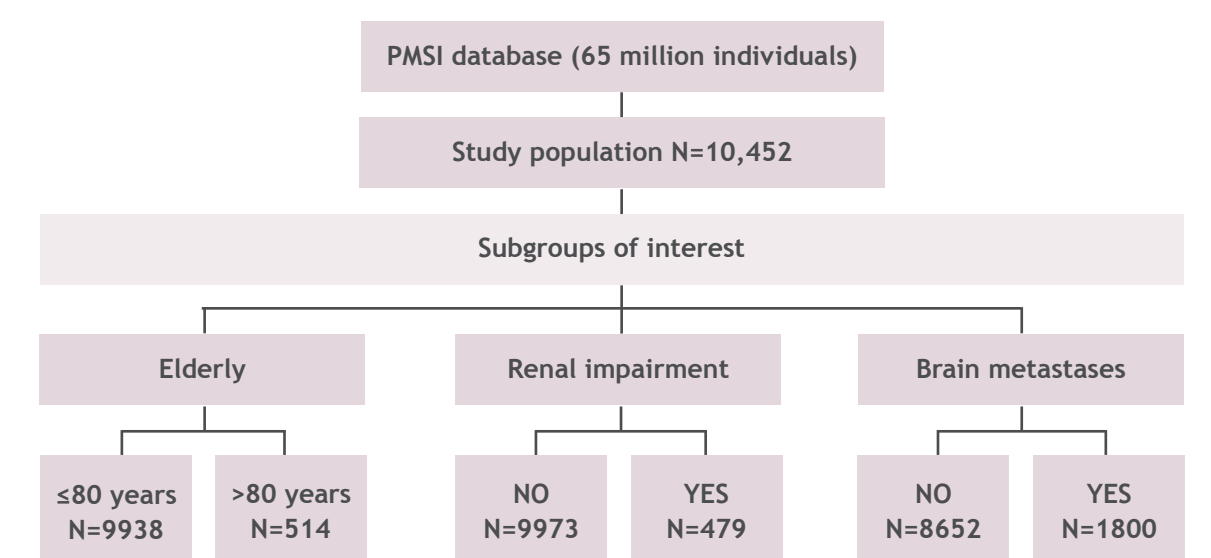 PMSI database (65 million individuals)
Study population N=10,452
Subgroups of interest
Elderly
Renal impairment
Brain metastases
≤80 years
N=9938
>80 years
N=514
NO
N=9973
YES
N=479
NO
N=8652
YES
N=1800